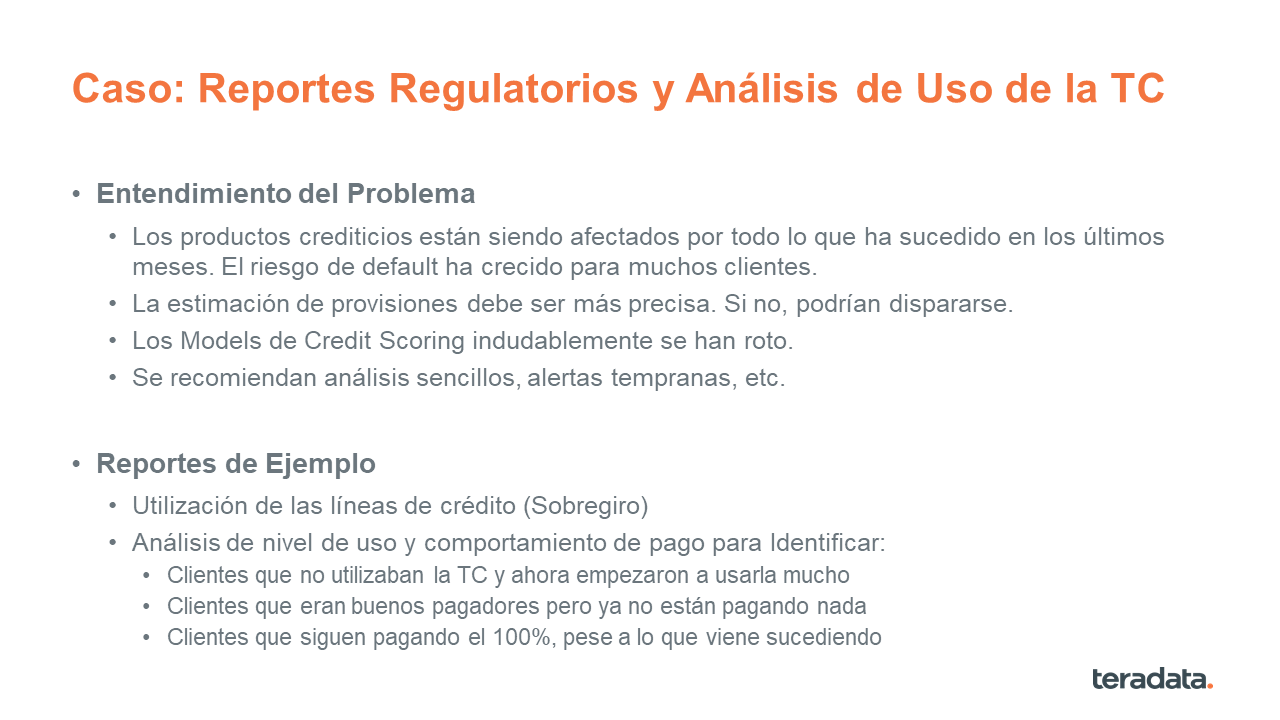 Caso: Reportes Regulatorios y Análisis de Uso de la TC
• Entendimiento del Problema
• Los productos crediticios están siendo afectados por todo lo que ha sucedido en los últimos
meses. El riesgo de default ha crecido para muchos clientes.
• La estimación de provisiones debe ser más precisa. Si no, podrían dispararse.
• Los Models de Credit Scoring indudablemente se han roto.
• Se recomiendan análisis sencillos, alertas tempranas, etc.
• Reportes de Ejemplo
• Utilización de las líneas de crédito (Sobregiro)
• Análisis de nivel de uso y comportamiento de pago para Identificar:
• Clientes que no utilizaban la TC y ahora empezaron a usarla mucho
• Clientes que eran buenos pagadores pero ya no están pagando nada
• Clientes que siguen pagando el 100%, pese a lo que viene sucediendo
teradata.